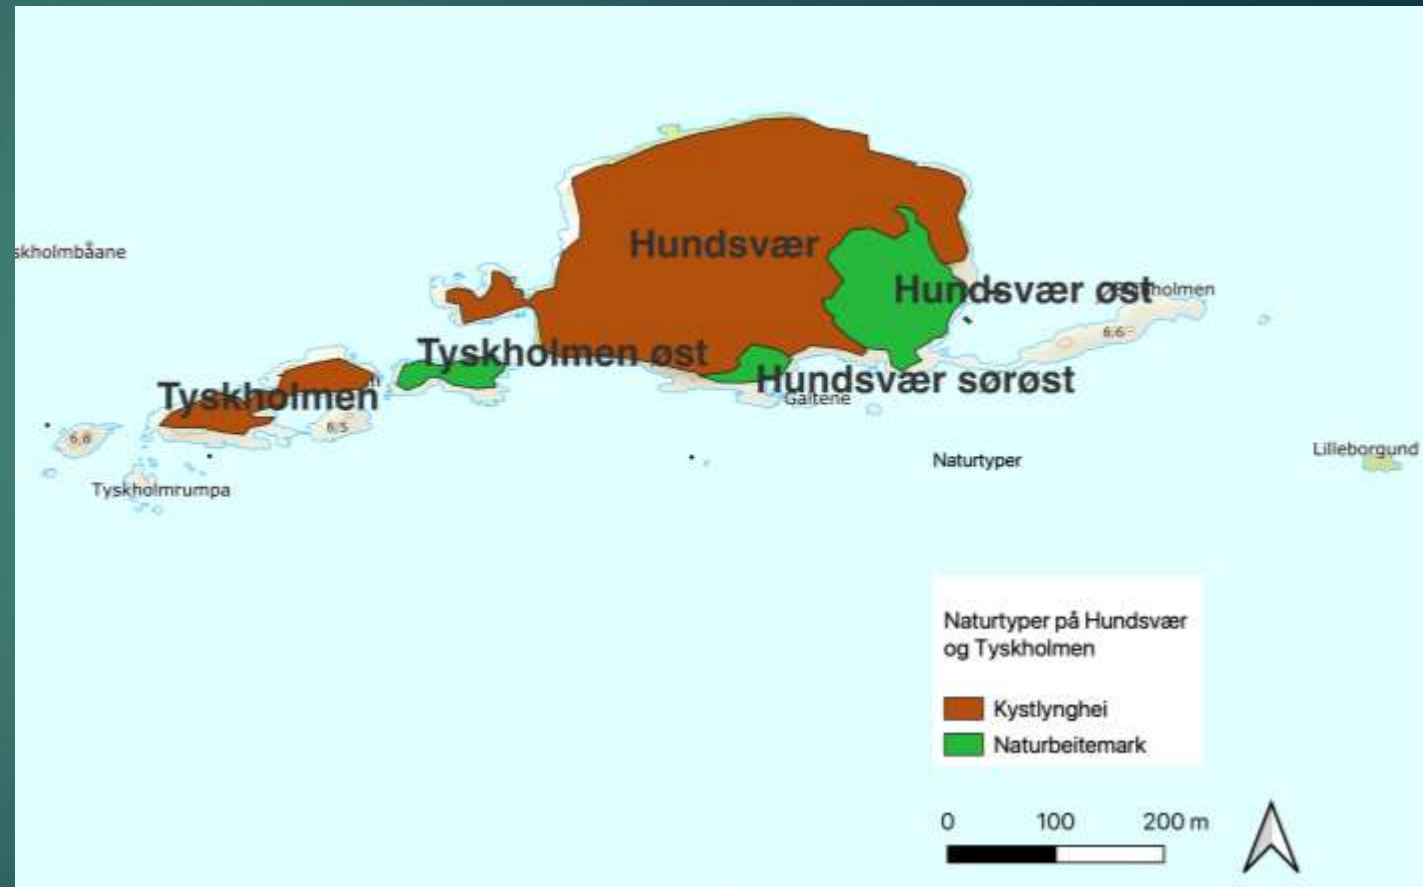 Hundsvær
skholmbåane
Hundsvær øst
holmen
6,6
Tyskholmen øst
Hundsvær sørøst
Tyskholmen
Galtene
6,5
6,8
Lilleborgund
Naturtyper
Tyskholmrumpa
Naturtyper på Hundsvær
og Tyskholmen
Kystlynghei
Naturbeitemark
0 100 200 m